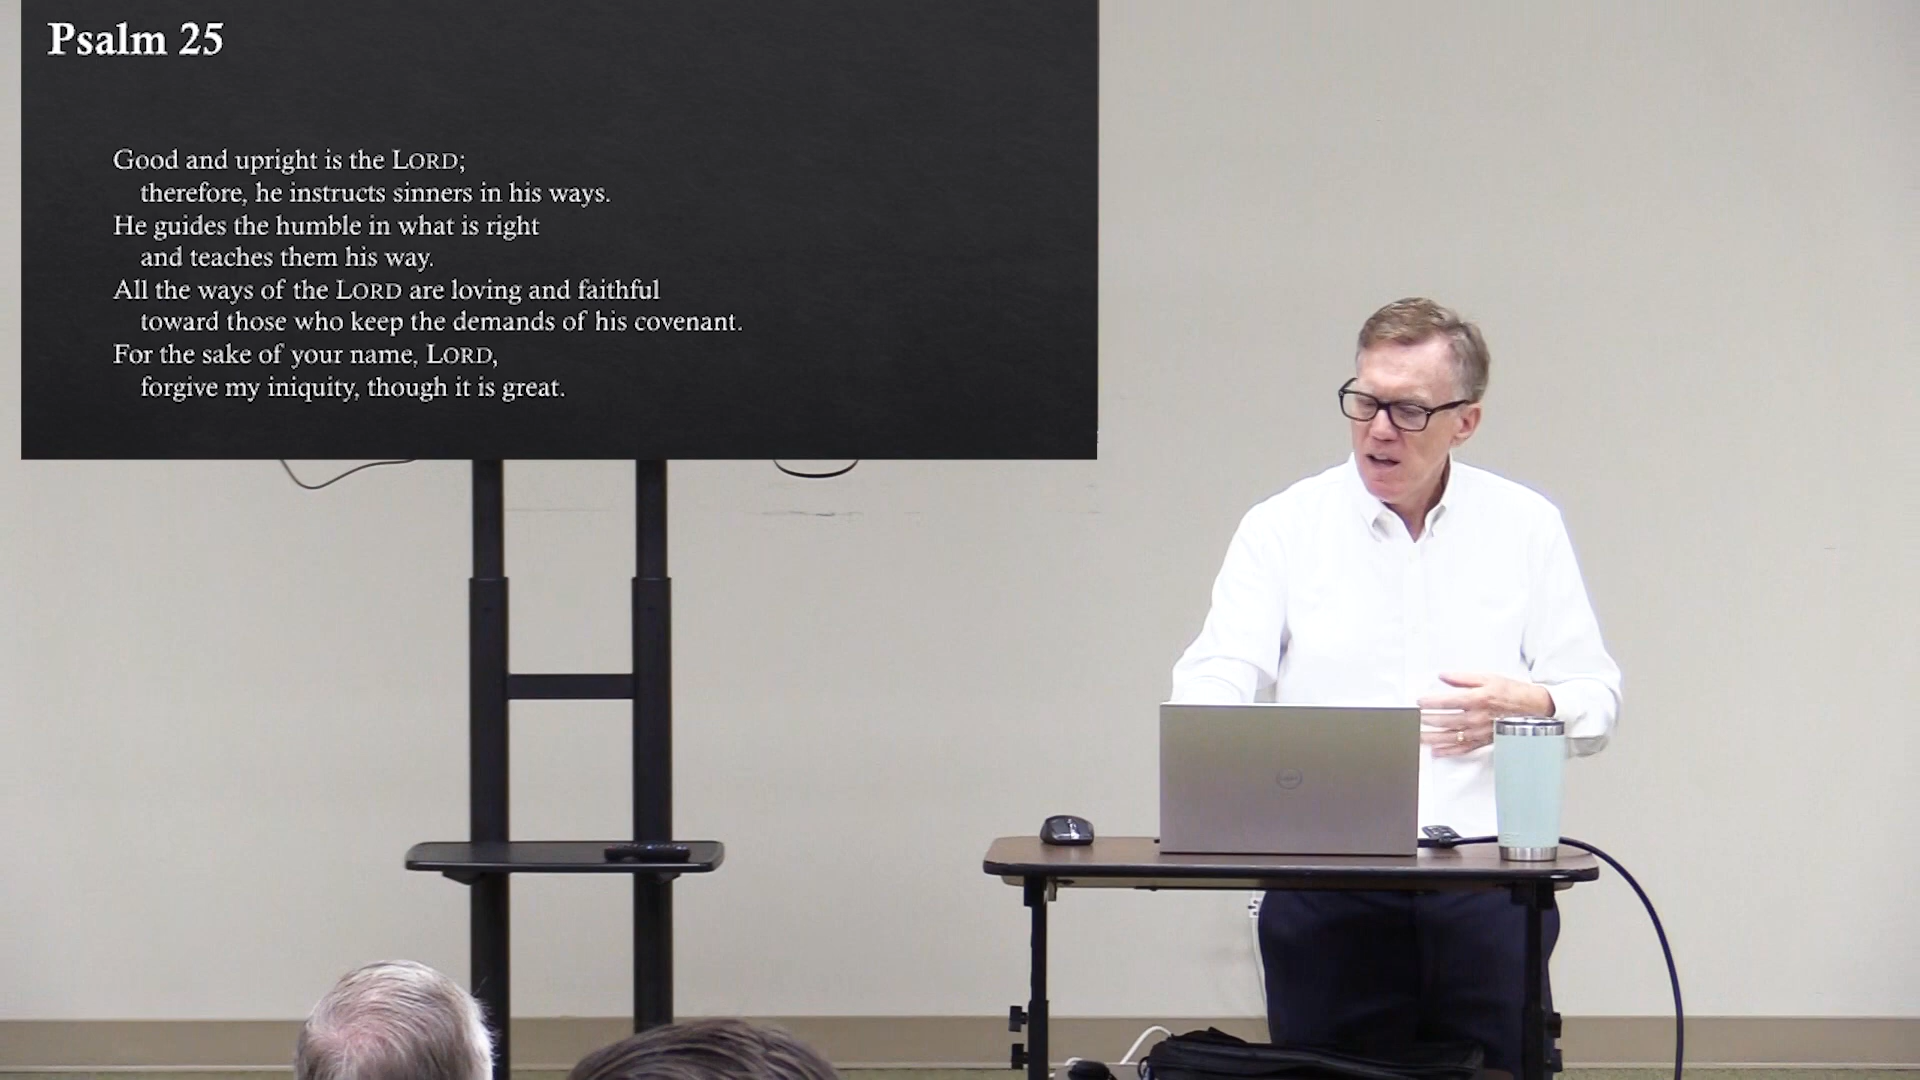 Psalm 25
Good and upright is the LORD;
therefore, he instructs sinners in his ways.
He guides the humble in what is right
and teaches them his way.
All the ways of the LORD are loving and faithful
toward those who keep the demands of his covenant.
For the sake of your name, LORD,
forgive my iniquity, though it is great.